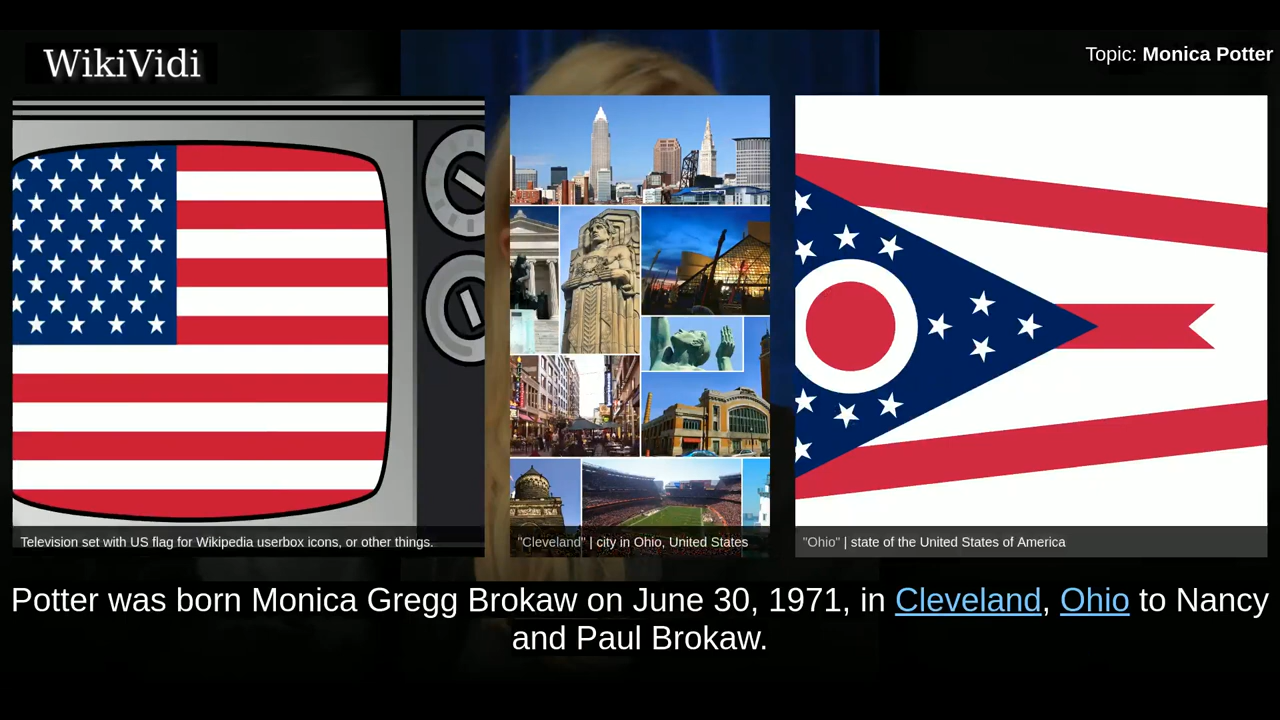 WikiVidi
Topic: Monica Potter
Television set with US flag for Wikipedia userbox icons, or other things.
"Cleveland" | city in Ohio, United States
"Ohio" | state of the United States of America
Potter was born Monica Gregg Brokaw on June 30, 1971, in Cleveland, Ohio to Nancy
and Paul Brokaw.